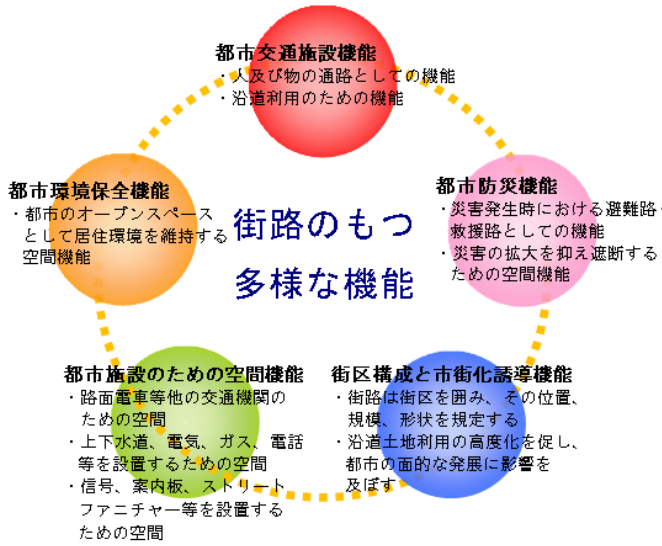 都市交通施設機能
・人及び物の通路としての機能
・沿道利用のための機能
都市環境保全機能
・都市のオープンスペース
として居住環境を維持する
空間機能
街路のもつ
多様な機能
都市防災機能
・災害発生時における避難路・
救援路としての機能
・災害の拡大を抑え遮断する
ための空間機能
都市施設のための空間機能
・路面電車等他の交通機関の
ための空間
・上下水道、電気、ガス、電話
等を設置するための空間
・信号、案内板、ストリート
ファニチャー等を設置する
ための空間
街区構成と市街化誘導機能
・街路は街区を囲み、その位置、
規模、形状を規定する
・沿道土地利用の高度化を促し、
都市の面的な発展に影響を
及ぼす